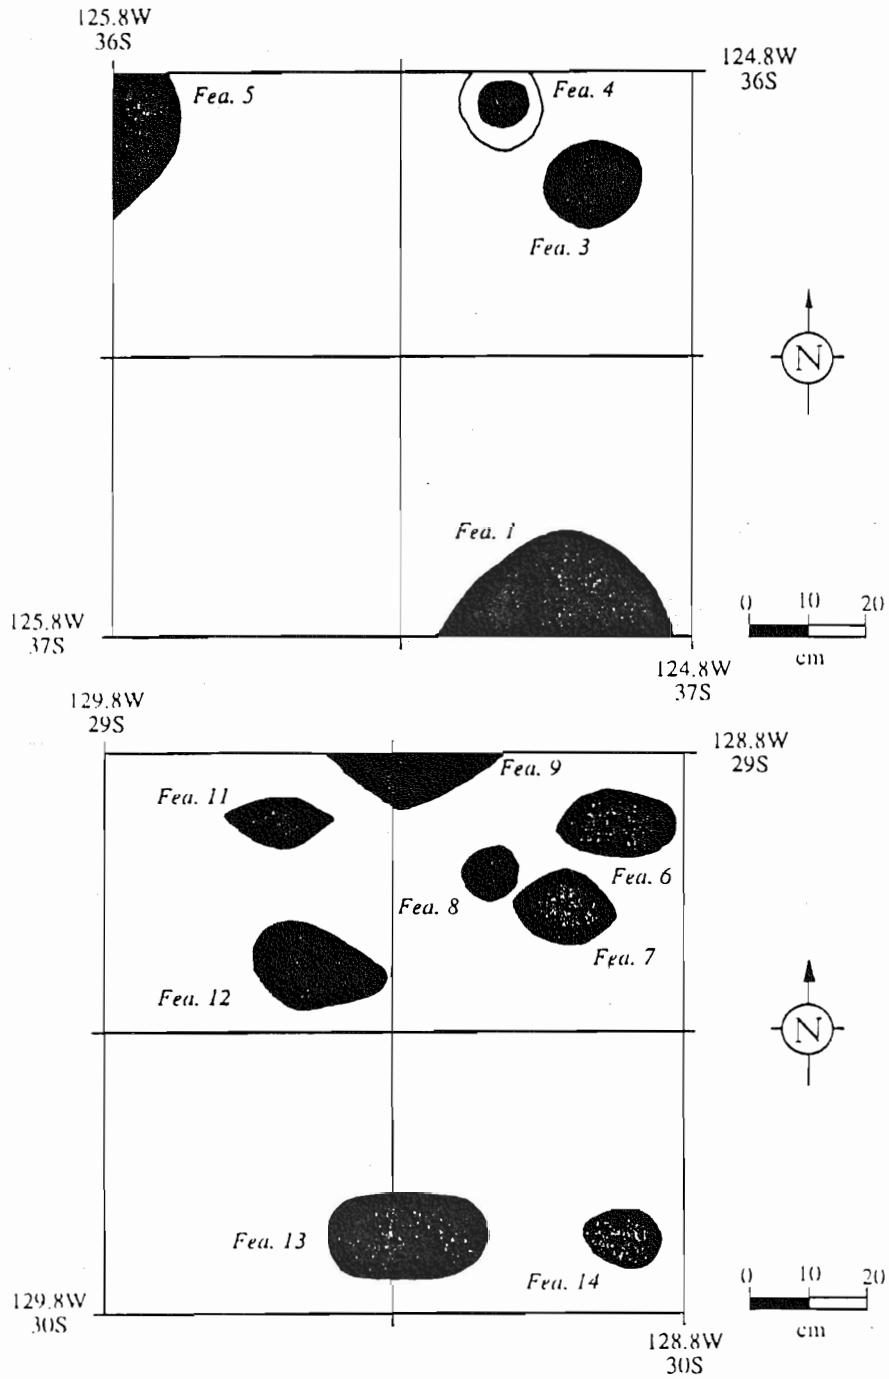 125.8W
36S
124.8W
36S
Fea. 5
Fea. 4
Fea. 3
N
Fea. 1
0 10 20
cm
125.8W
37S
124.8W
37S
129.8W
29S
128.8W
29S
Fea. 9
Fea. 11
Fea. 6
Fea. 8
Fea. 7
Fea. 12
N
Fea. 13
Fea. 14
0 10 20
cm
129.8W
30S
128.8W
30S